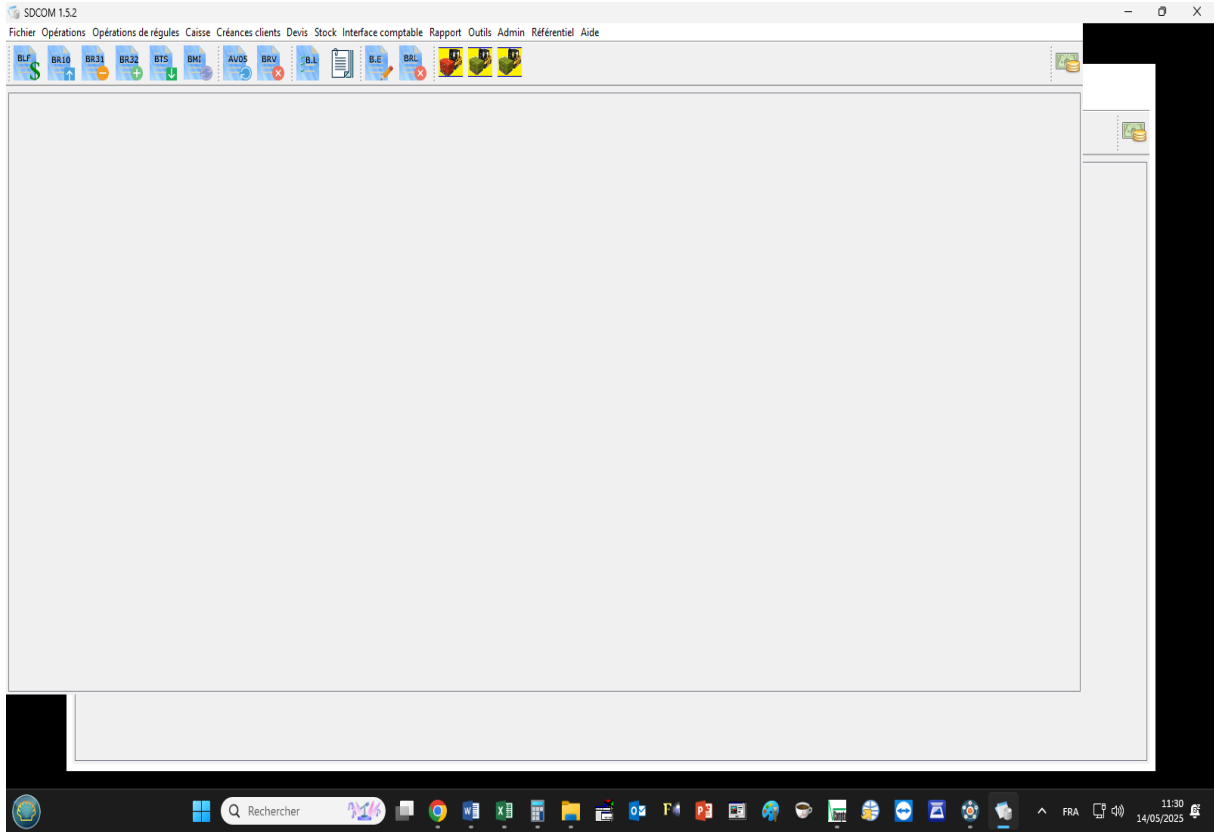 SDCOM 1.5.2
Fichier Opérations Opérations de régules Caisse Créances clients Devis Stock Interface comptable Rapport Outils Admin Référentiel Aide
BLF BR10 BR31 BR32 BTS BMI AV05 BRV B.L B.E BRL
Rechercher
FRA
11:30
14/05/2025